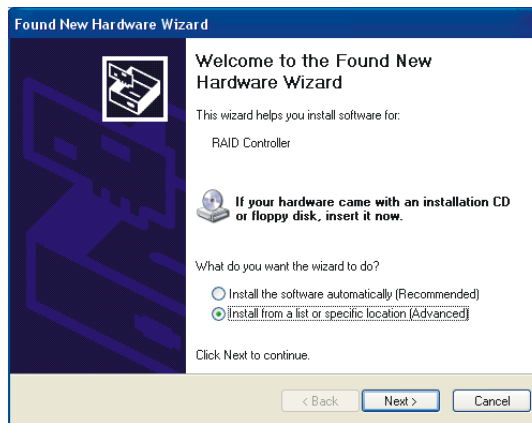 Found New Hardware Wizard
Welcome to the Found New
Hardware Wizard
This wizard helps you install software for:
RAID Controller
If your hardware came with an installation CD
or floppy disk, insert it now.
What do you want the wizard to do?
Install the software automatically (Recommended)
Install from a list or specific location (Advanced)
Click Next to continue.
< Back Next > Cancel